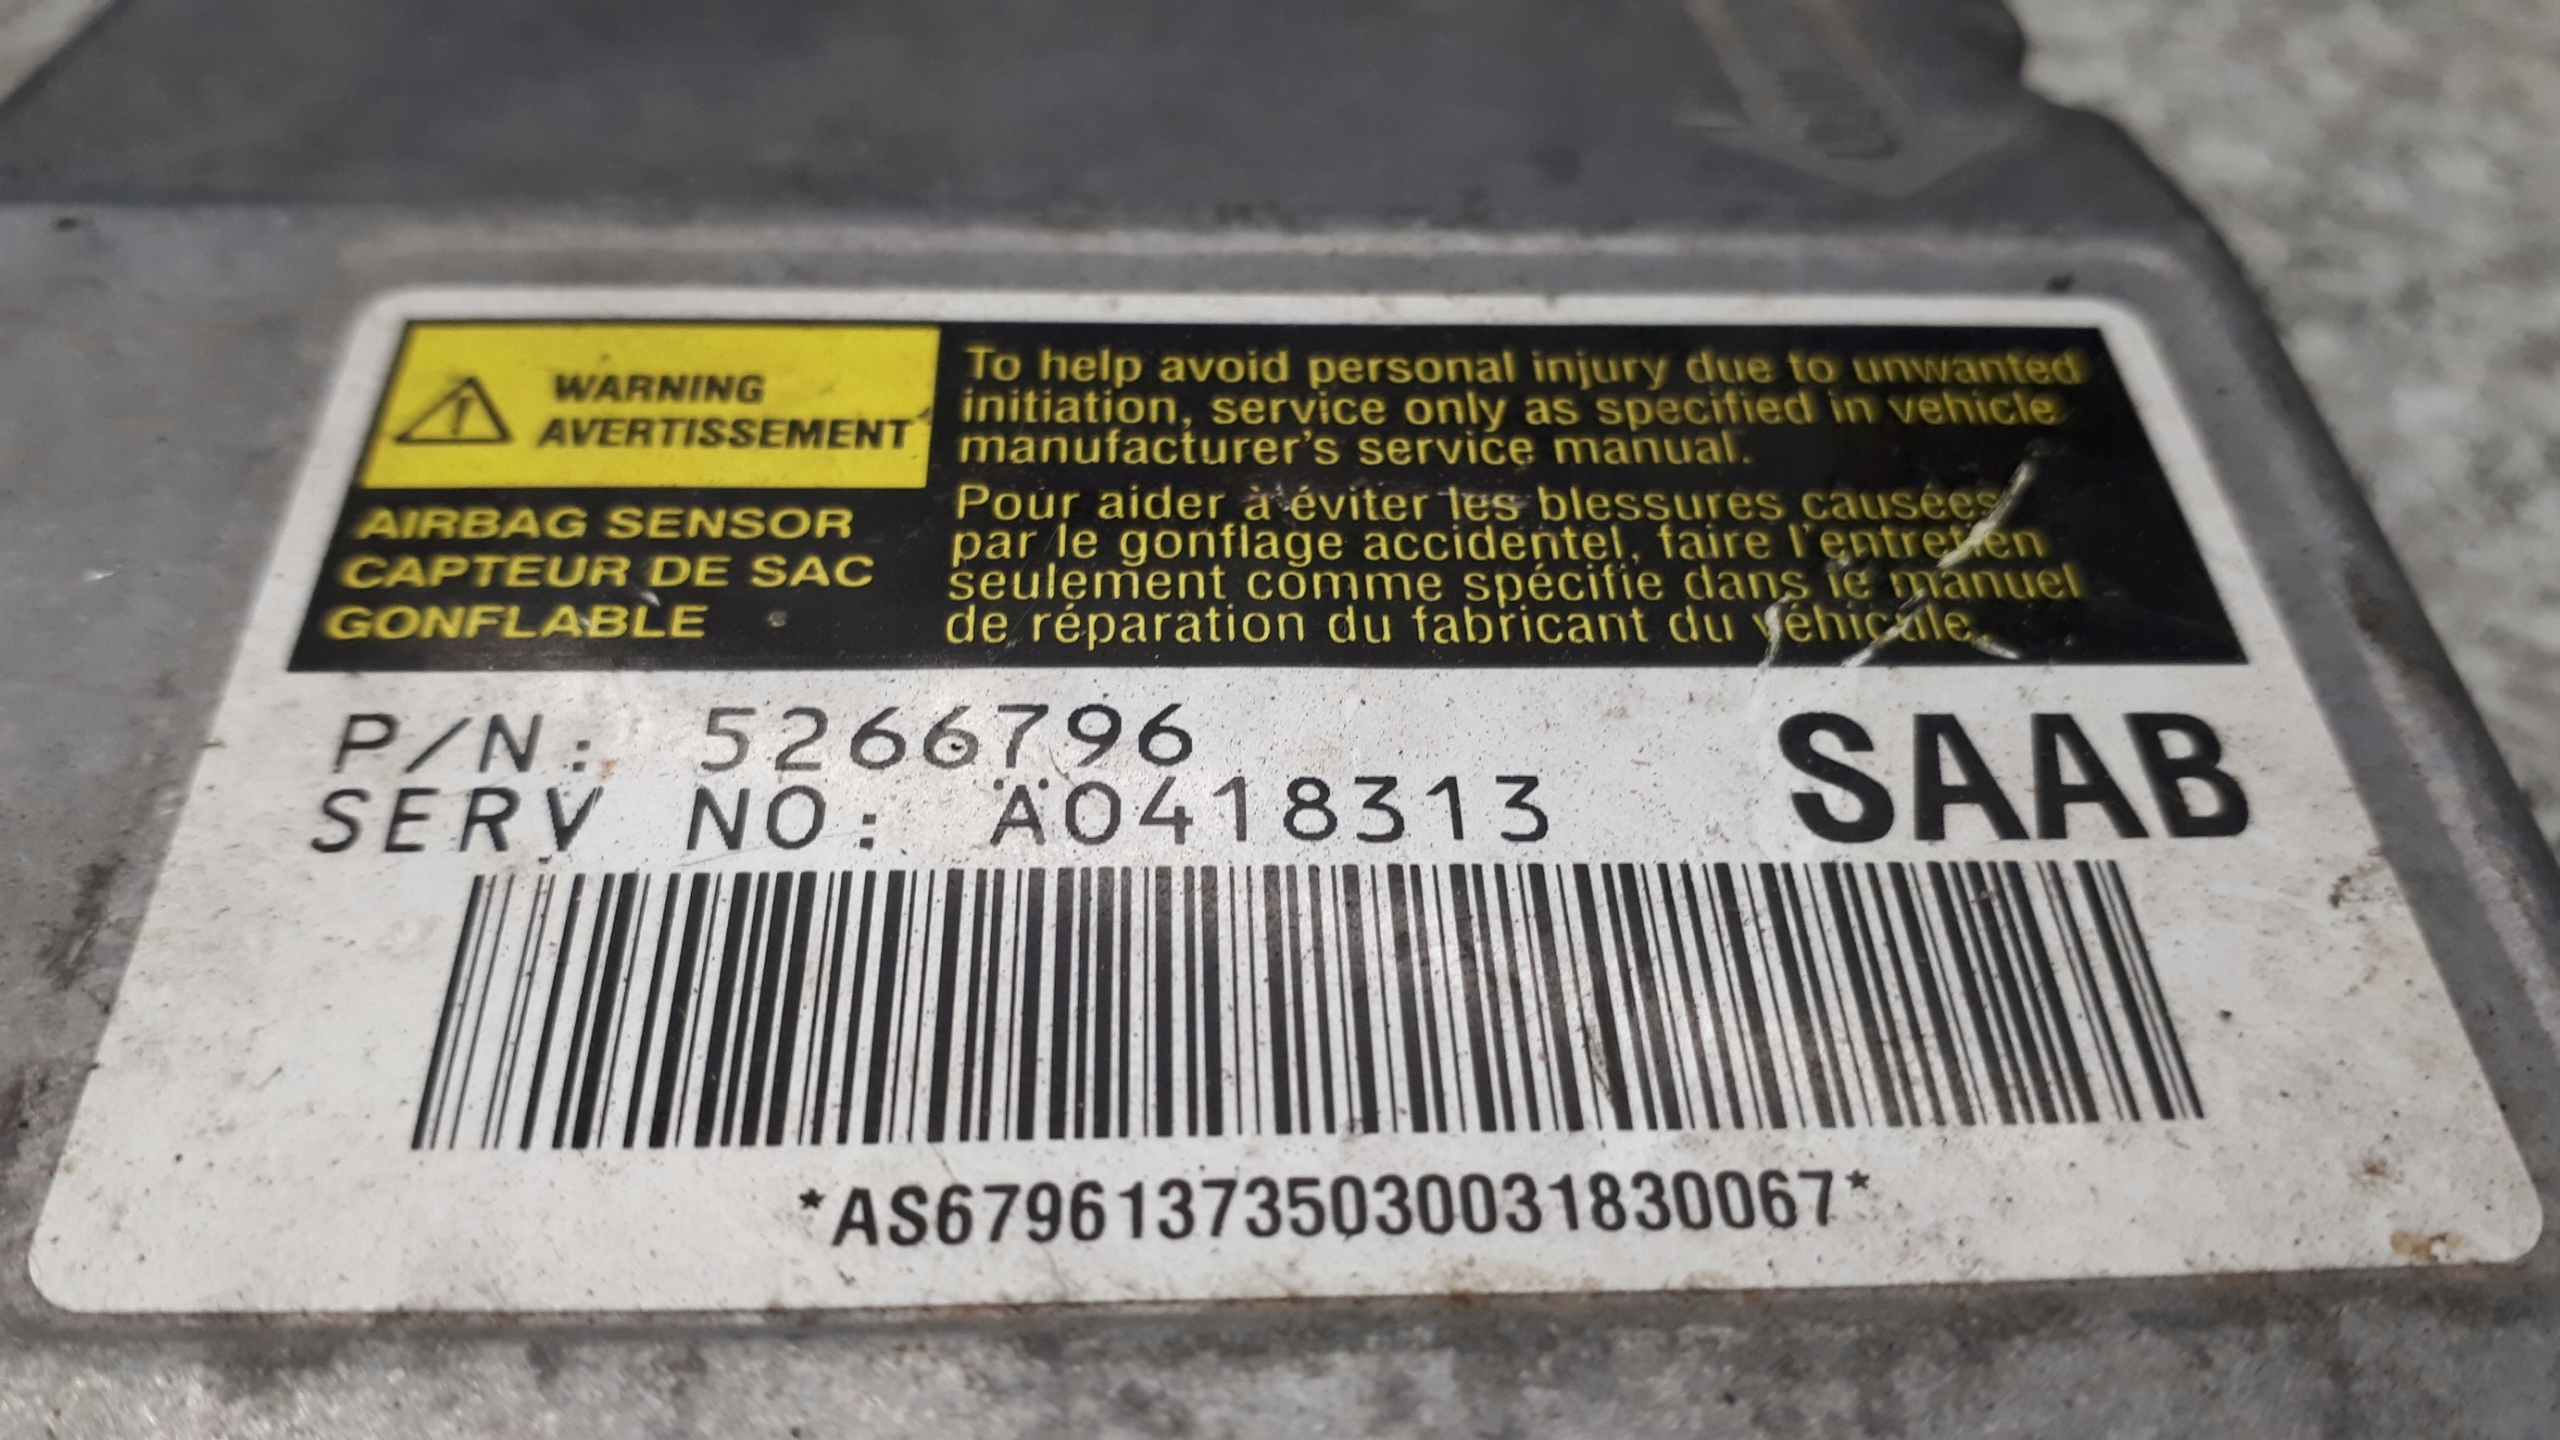 WARNING
AVERTISSEMENT
AIRBAG SENSOR
CAPTEUR DE SAC
GONFLABLE
To help avoid personal injury due to unwanted
initiation, service only as specified in vehicle
manufacturer's service manual.
Pour aider à éviter les blessures causées
par le gonflage accidentel, faire l'entretien
seulement comme spécifie dans le manuel
de réparation du fabricant du véhicule.
P/N: 5266796
SERV NO: A0418313
SAAB
*AS679613735030031830067*